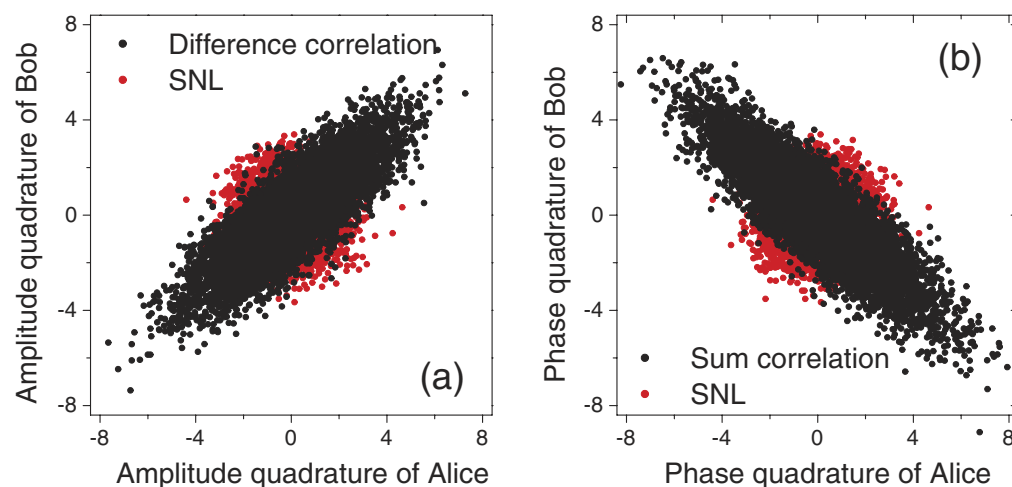 8
4
0
-4
-8
Amplitude quadrature of Bob
Difference correlation
SNL
(a)
-8 -4 0 4 8
Amplitude quadrature of Alice
8
4
0
-4
-8
Phase quadrature of Bob
(b)
Sum correlation
SNL
-8 -4 0 4 8
Phase quadrature of Alice